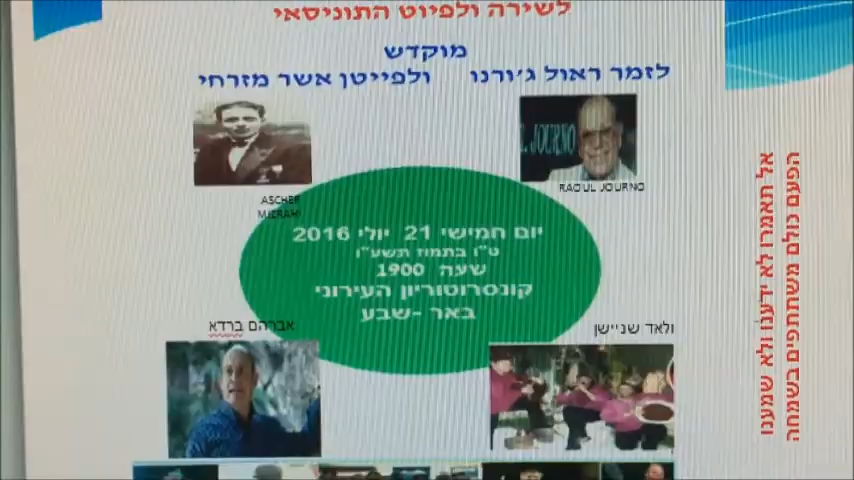 לשירה ולפיוט התוניסאי
מוקדש
לזמר ראול ג'ורנו ולפייטן אשר מזרחי
L JOURNO
RAOUL JOURNO
ASCHER
MIZRAHI
יום חמישי 21 יולי 2016
ט"ו בתמוז תשע"ו
שעה 1900
קונסרוטוריון העירוני
באר -שבע
ולאד שניישן
אברהם ברדא
אל תאמרו לא ידענו ולא שמענו
הפעם כולם משתתפים בשמחה